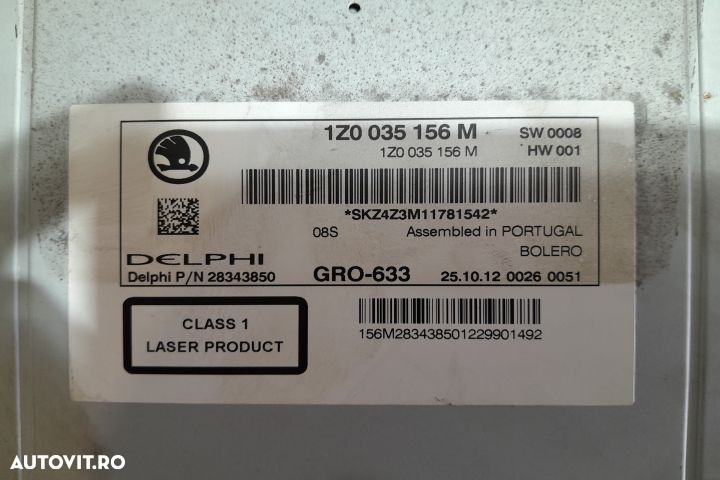 1Z0 035 156 M SW 0008
1Z0 035 156 M HW 001
*SKZ4Z3M11781542*
08S Assembled in PORTUGAL
DELPHI BOLERO
Delphi P/N 28343850 GRO-633 25.10.12 0026 0051
CLASS 1
LASER PRODUCT
156M283438501229901492
AUTOVIT.RO